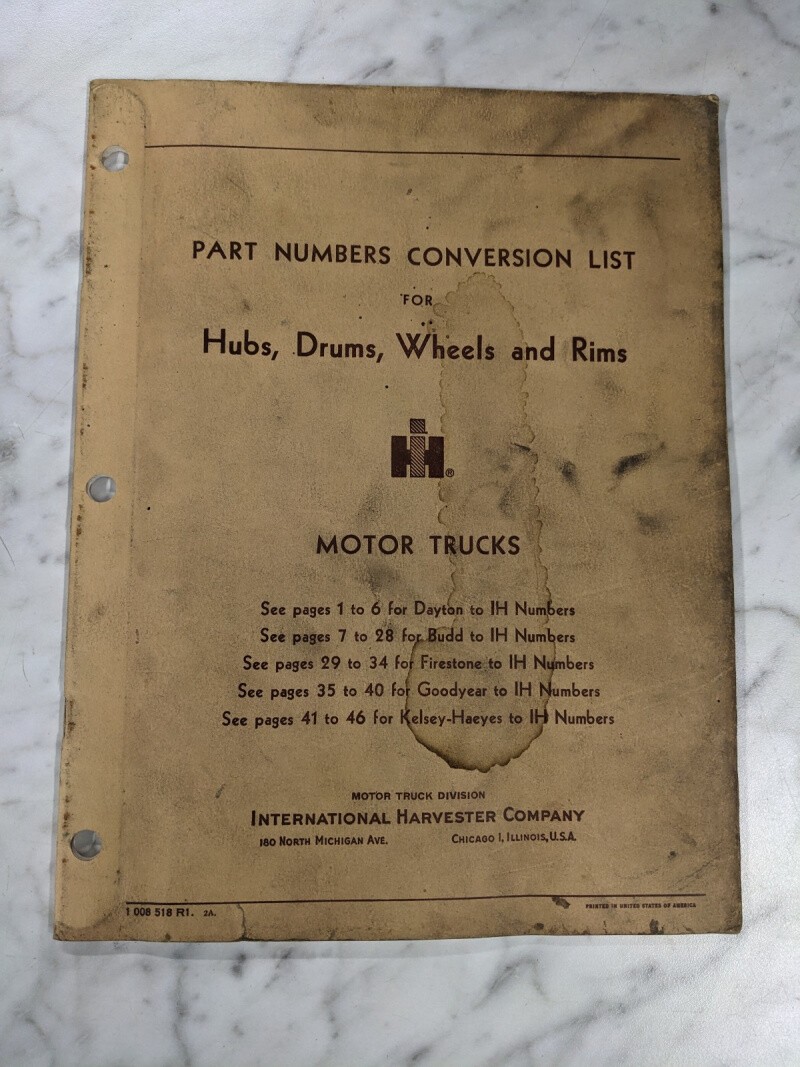 PART NUMBERS CONVERSION LIST
FOR
Hubs, Drums, Wheels and Rims
IH®
MOTOR TRUCKS
See pages 1 to 6 for Dayton to IH Numbers
See pages 7 to 28 for Budd to IH Numbers
See pages 29 to 34 for Firestone to IH Numbers
See pages 35 to 40 for Goodyear to IH Numbers
See pages 41 to 46 for Kelsey-Haeyes to IH Numbers
MOTOR TRUCK DIVISION
INTERNATIONAL HARVESTER COMPANY
180 NORTH MICHIGAN AVE. CHICAGO 1, ILLINOIS, U.S.A.
1 008 518 R1. 2A. PRINTED IN UNITED STATES OF AMERICA